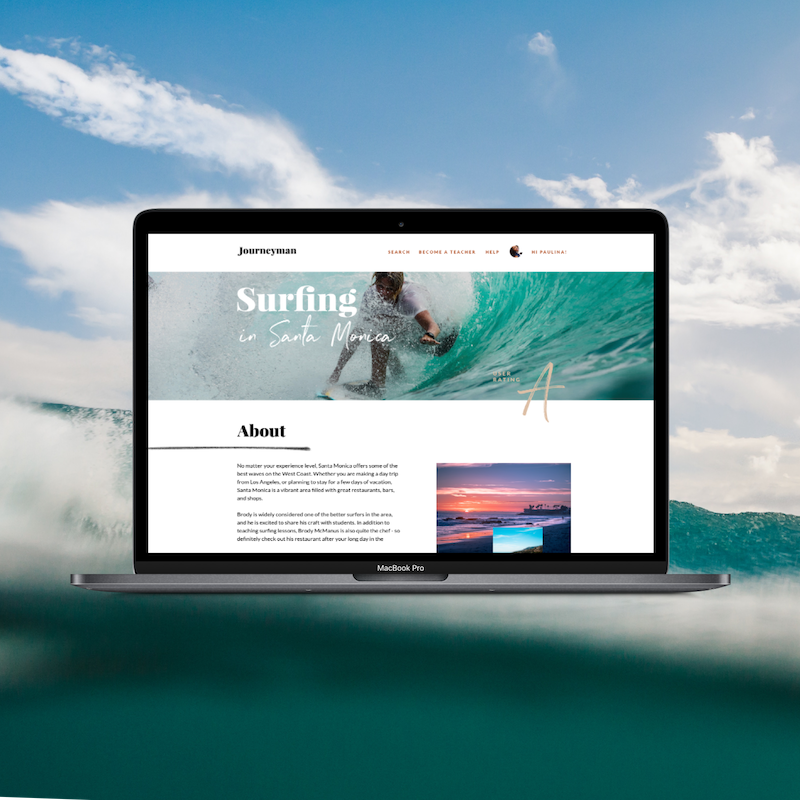 Journeyman
SEARCH BECOME A TEACHER HELP HI PAULINA!
Surfing
in Santa Monica
USER
RATING
A
About
No matter your experience level, Santa Monica offers some of the
best waves on the West Coast. Whether you are making a day trip
from Los Angeles, or planning to stay for a few days of vacation,
Santa Monica is a vibrant area filled with great restaurants, bars,
and shops.
Brody is widely considered one of the better surfers in the area,
and he is excited to share his craft with students. In addition to
teaching surfing lessons, Brody McManus is also quite the chef - so
definitely check out his restaurant after your long day in the
MacBook Pro